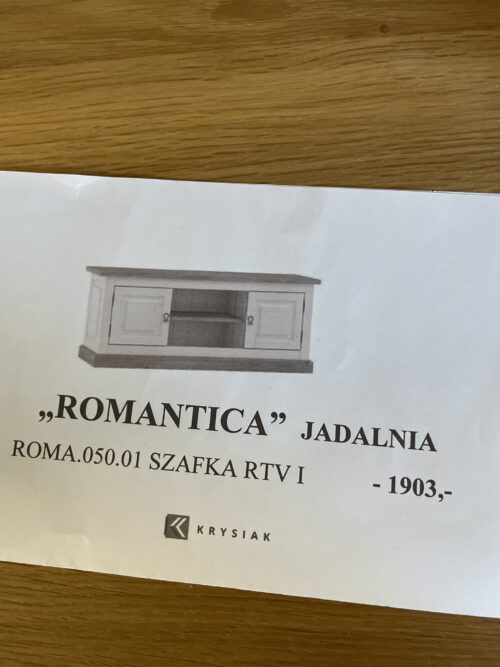 „ROMANTICA” JADALNIA
ROMA.050.01 SZAFKA RTV I - 1903,-
KRYSIAK